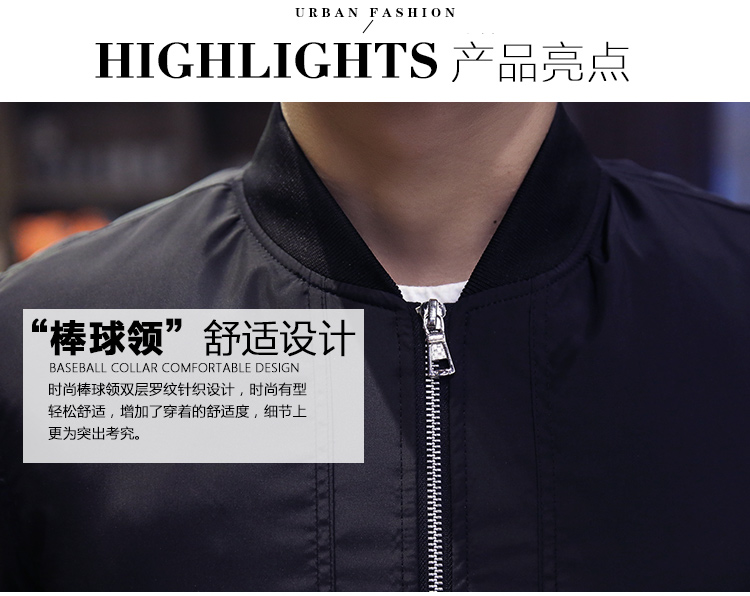 URBAN FASHION
HIGHLIGHTS 产品亮点
“棒球领”舒适设计
BASEBALL COLLAR COMFORTABLE DESIGN
时尚棒球领双层罗纹针织设计，时尚有型
轻松舒适，增加了穿着的舒适度，细节上
更为突出考究。